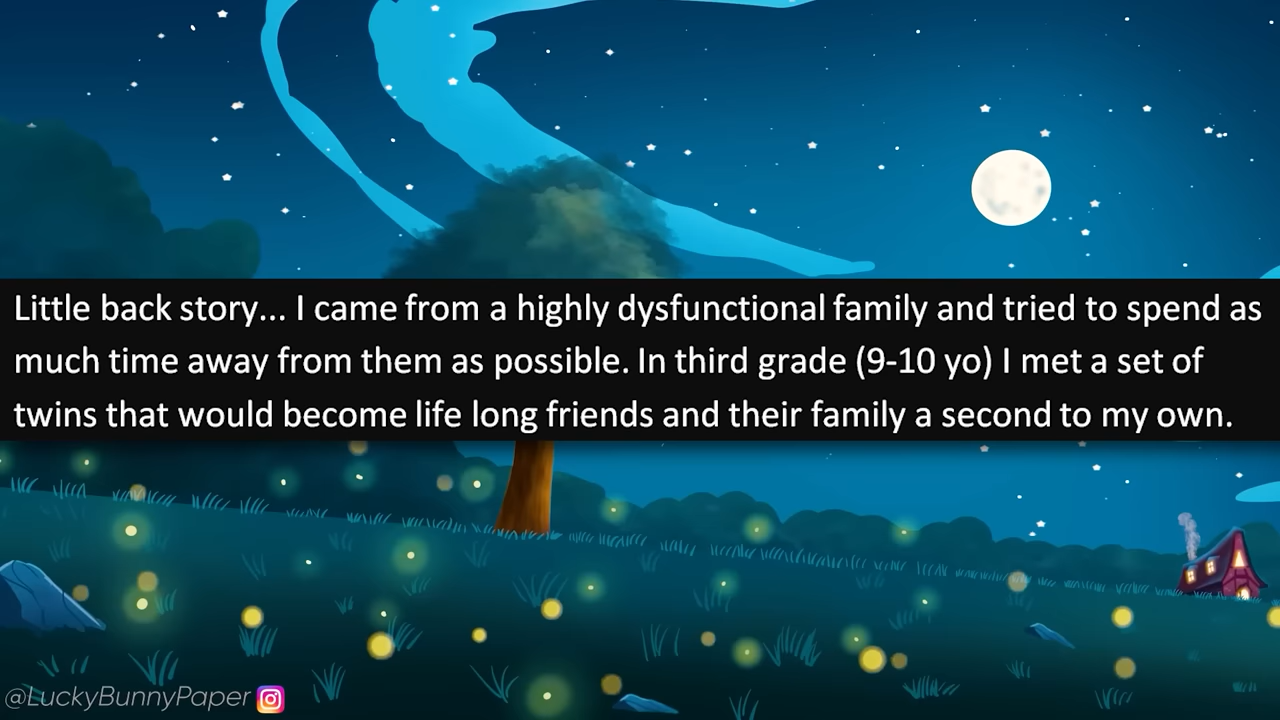 Little back story... I came from a highly dysfunctional family and tried to spend as
much time away from them as possible. In third grade (9-10 yo) I met a set of
twins that would become life long friends and their family a second to my own.
@LuckyBunnyPaper